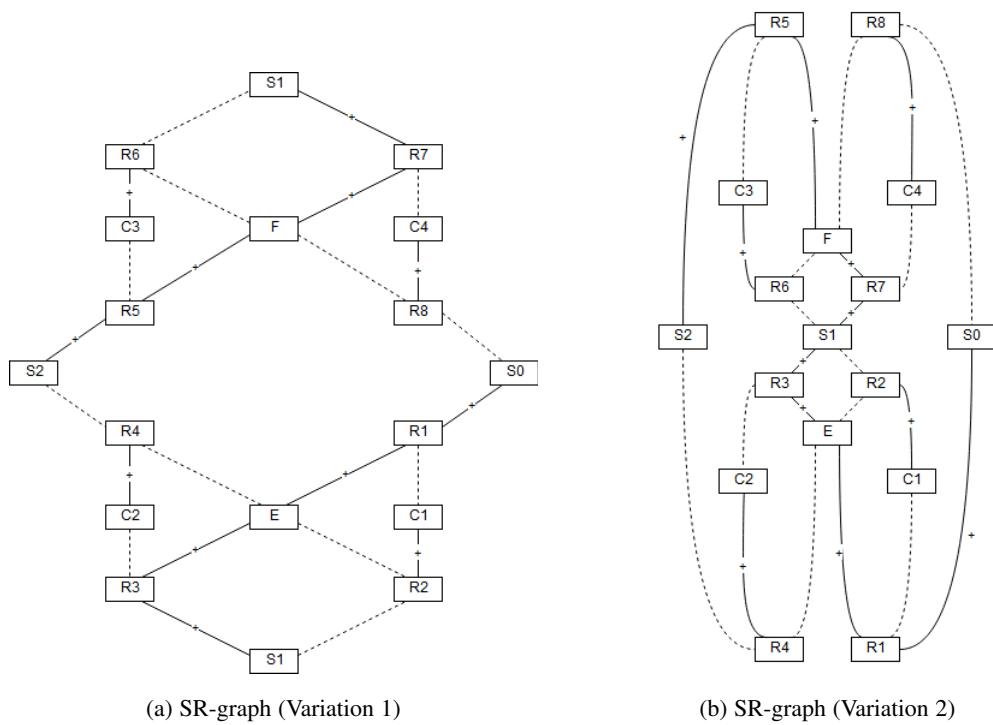 S1
+
R6 R7
+ +
C3 F C4
+ +
R5 R8
+
S2 S0
+
R4 R1
+ +
C2 E C1
+ +
R3 R2
+
S1
(a) SR-graph (Variation 1)
R5 R8
+ +
+
C3 C4
F
+ +
R6 R7
+
S2 S1 S0
+
R3 R2
+ +
E
C2 C1
+
+ +
R4 R1
(b) SR-graph (Variation 2)